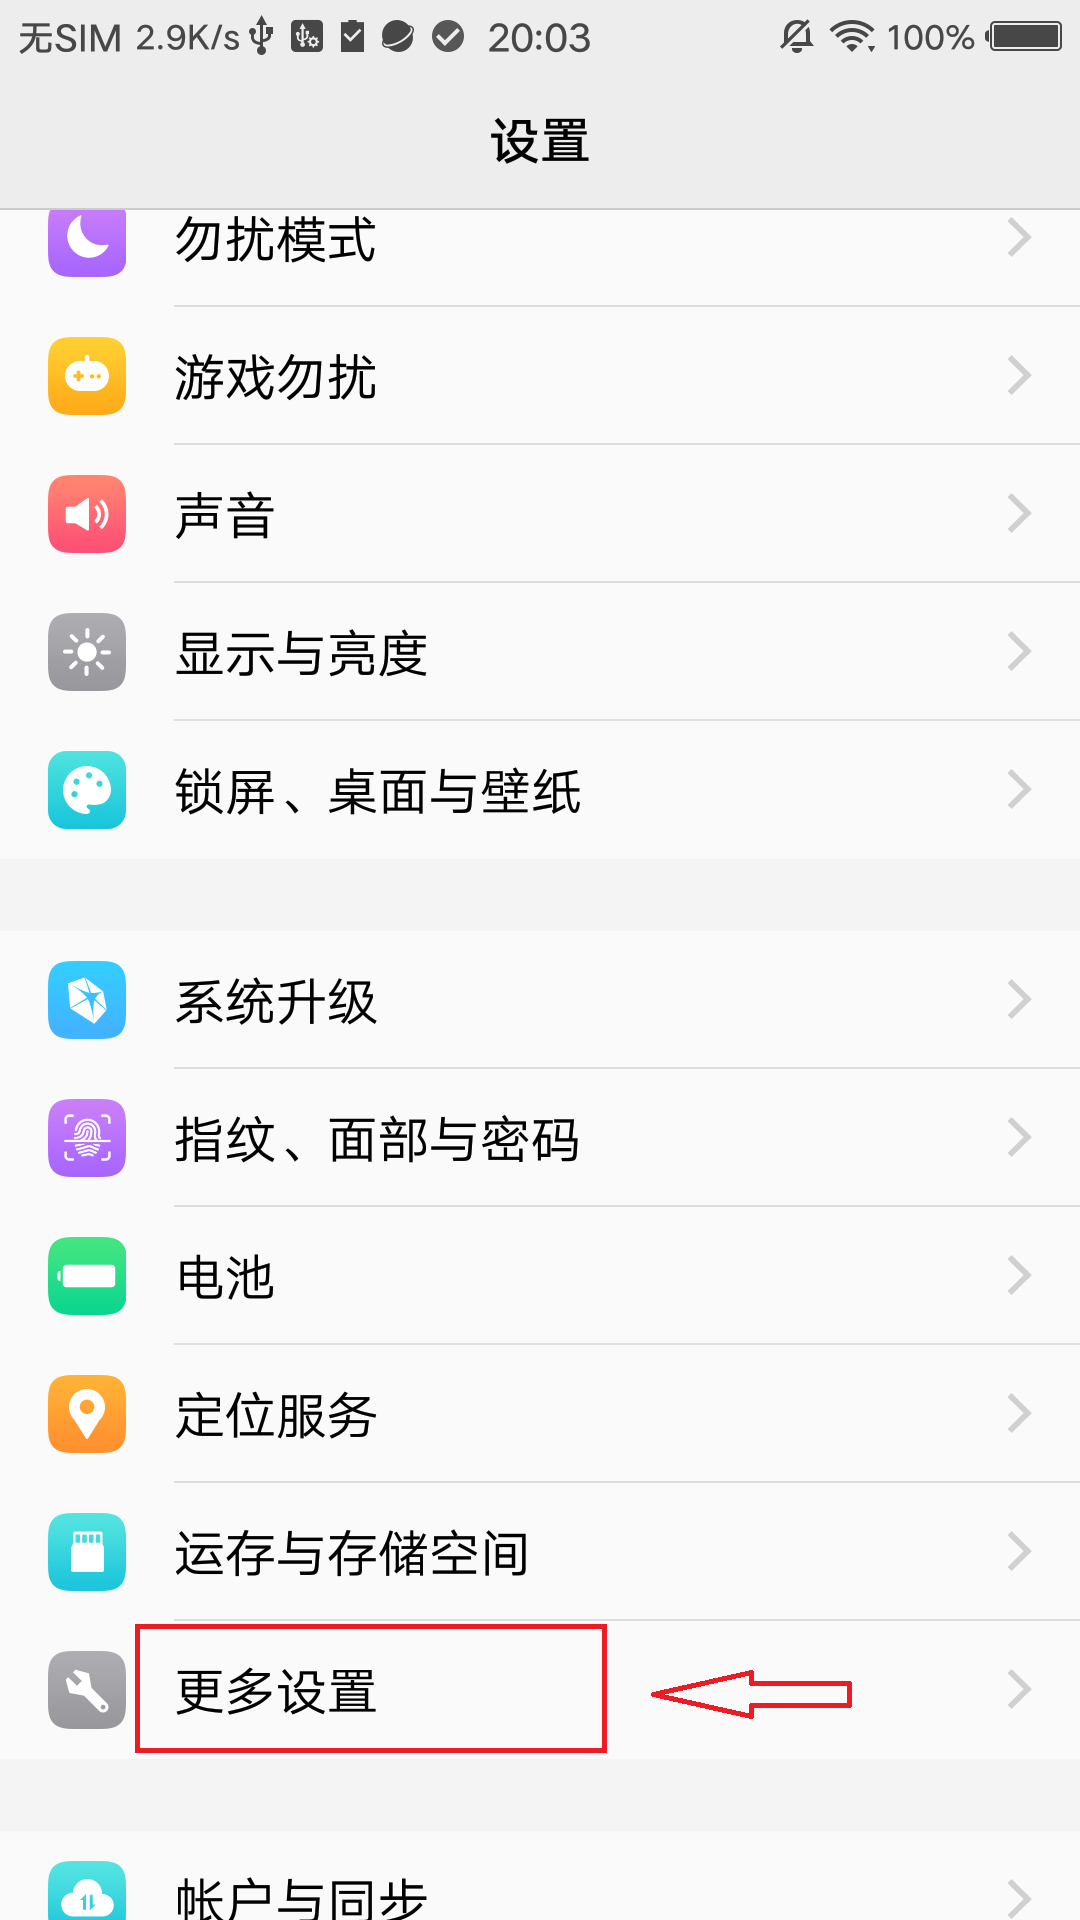 无SIM 2.9K/s 20:03 100%
设置
勿扰模式
游戏勿扰
声音
显示与亮度
锁屏、桌面与壁纸
系统升级
指纹、面部与密码
电池
定位服务
运存与存储空间
更多设置
帐户与同步